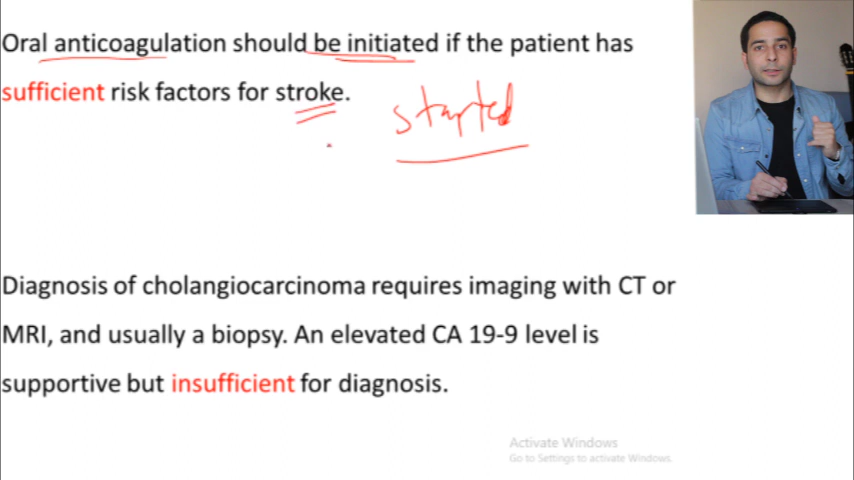 Oral anticoagulation should be initiated if the patient has
sufficient risk factors for stroke.
started
Diagnosis of cholangiocarcinoma requires imaging with CT or
MRI, and usually a biopsy. An elevated CA 19-9 level is
supportive but insufficient for diagnosis.
Activate Windows
Go to Settings to activate Windows.